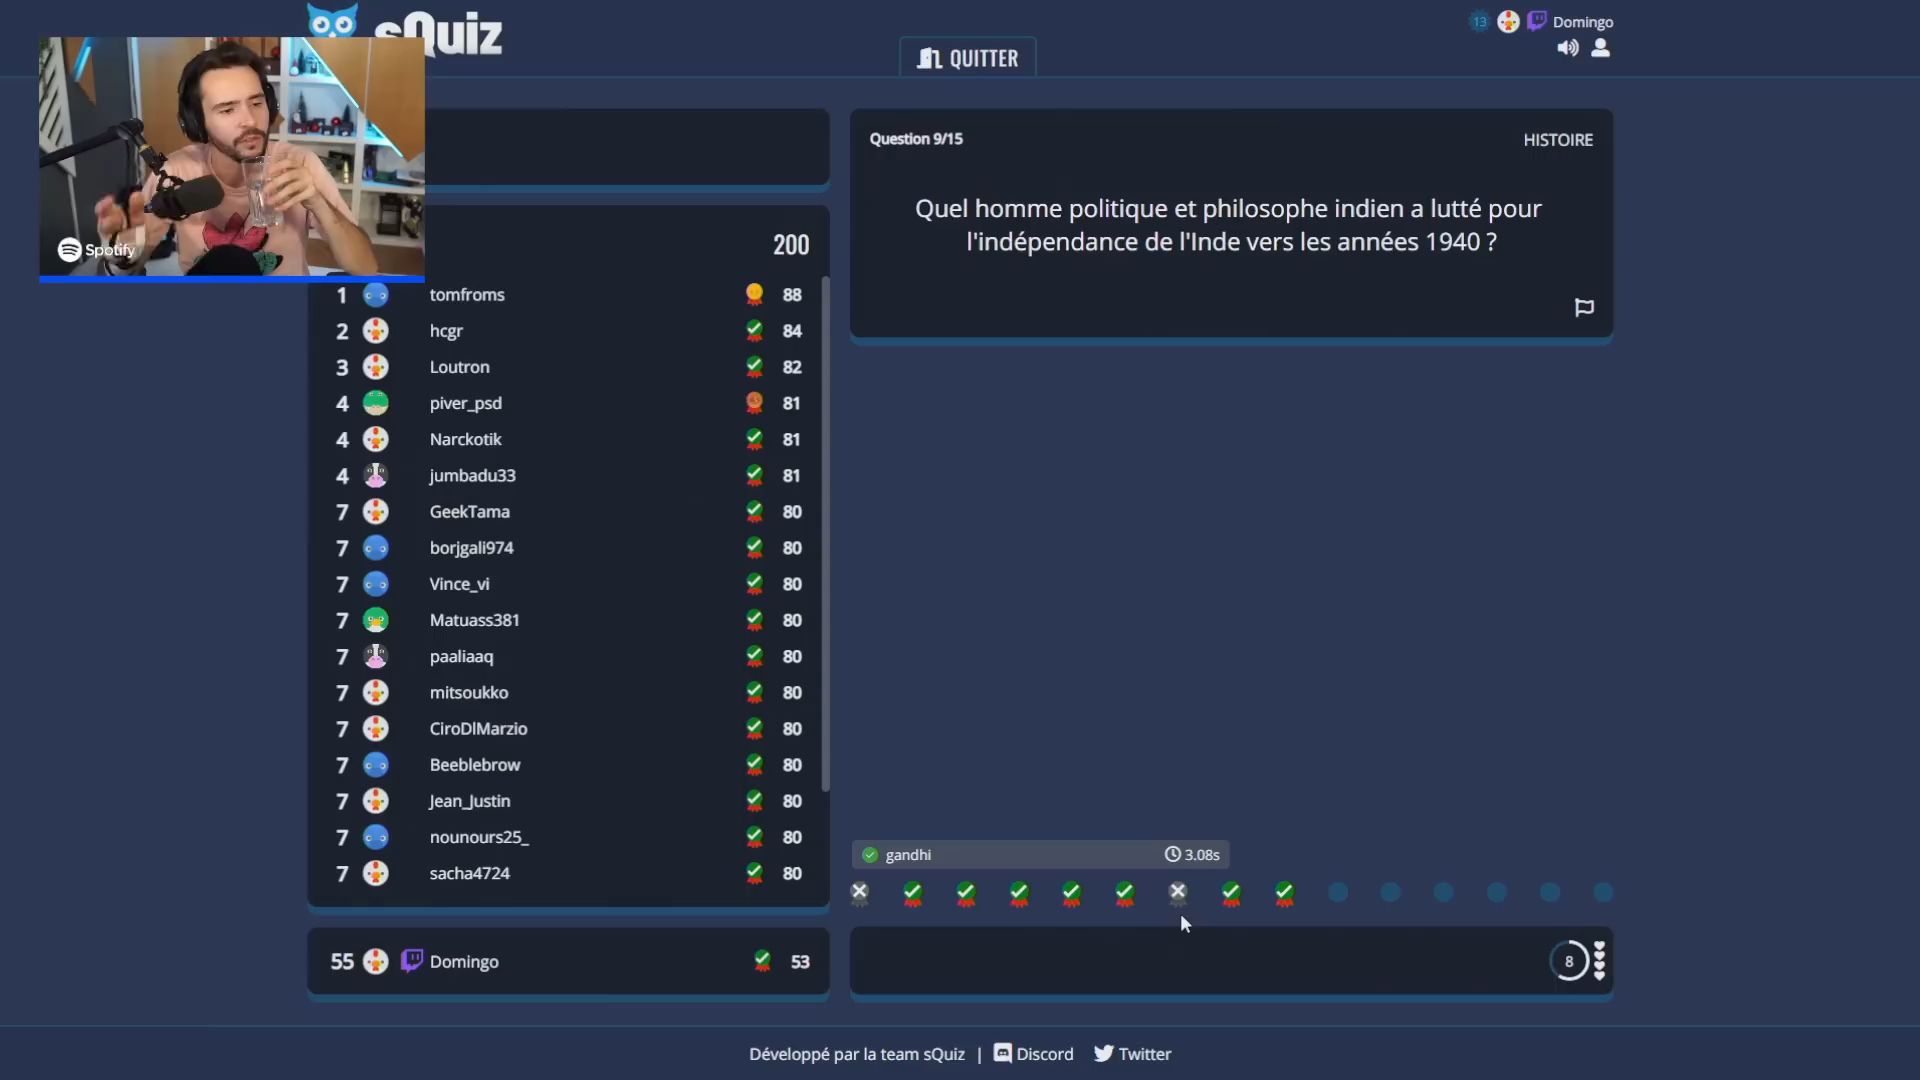 sQuiz
QUITTER
13
Domingo
Spotify
200
1 tomfroms 88
2 hcgr 84
3 Loutron 82
4 piver_psd 81
4 Narckotik 81
4 jumbadu33 81
7 GeekTama 80
7 borjgali974 80
7 Vince_vi 80
7 Matuass381 80
7 paaliaaq 80
7 mitsoukko 80
7 CiroDlMarzio 80
7 Beeblebrow 80
7 Jean_Justin 80
7 nounours25_ 80
7 sacha4724 80
55 Domingo 53
Question 9/15
HISTOIRE
Quel homme politique et philosophe indien a lutté pour
l'indépendance de l'Inde vers les années 1940 ?
gandhi 3.08s
8
Développé par la team sQuiz | Discord Twitter